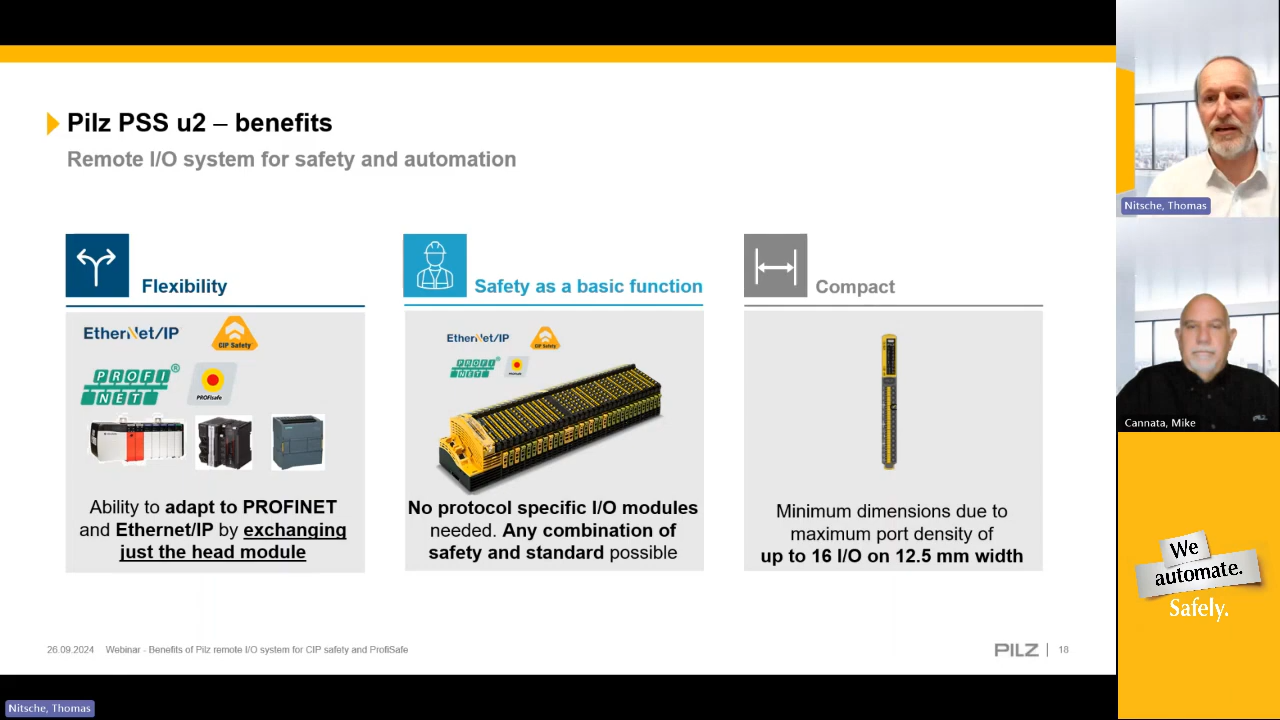 Pilz PSS u2 – benefits
Remote I/O system for safety and automation
Flexibility
EtherNet/IP
CIP Safety
PROFI
NET®
PROFIsafe
Ability to adapt to PROFINET
and Ethernet/IP by exchanging
just the head module
Safety as a basic function
EtherNet/IP
CIP Safety
PROFI
NET®
PROFIsafe
No protocol specific I/O modules
needed. Any combination of
safety and standard possible
Compact
Minimum dimensions due to
maximum port density of
up to 16 I/O on 12.5 mm width
26.09.2024 Webinar - Benefits of Pilz remote I/O system for CIP safety and ProfiSafe
PILZ | 18
Nitsche, Thomas
Nitsche, Thomas
Cannata, Mike
We
automate.
Safely.